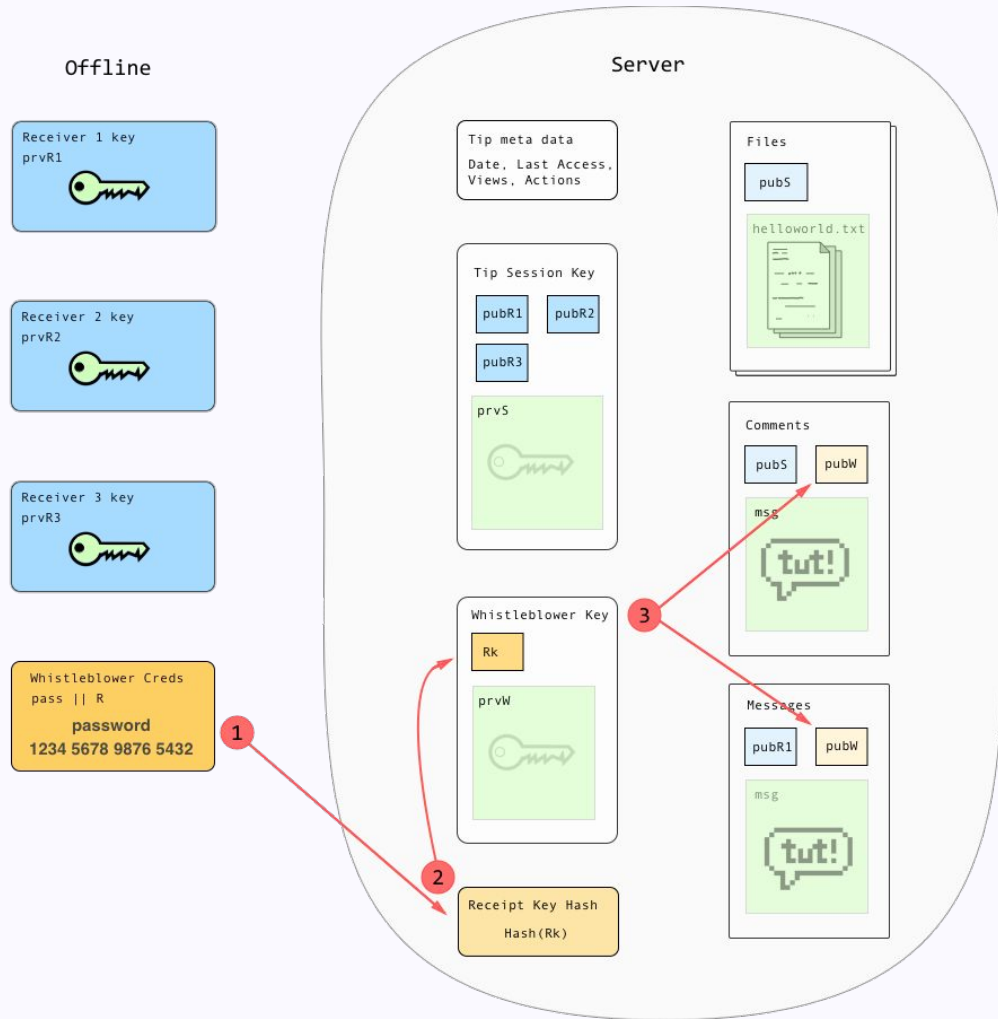 Offline
Receiver 1 key
prvR1
Receiver 2 key
prvR2
Receiver 3 key
prvR3
Whistleblower Creds
pass || R
password
1234 5678 9876 5432
1
Server
Tip meta data
Date, Last Access,
Views, Actions
Tip Session Key
pubR1 pubR2
pubR3
prvS
Whistleblower Key
Rk
prvW
2
Receipt Key Hash
Hash(Rk)
3
Files
pubS
helloworld.txt
Comments
pubS pubW
msg
tut!
Messages
pubR1 pubW
msg
tut!